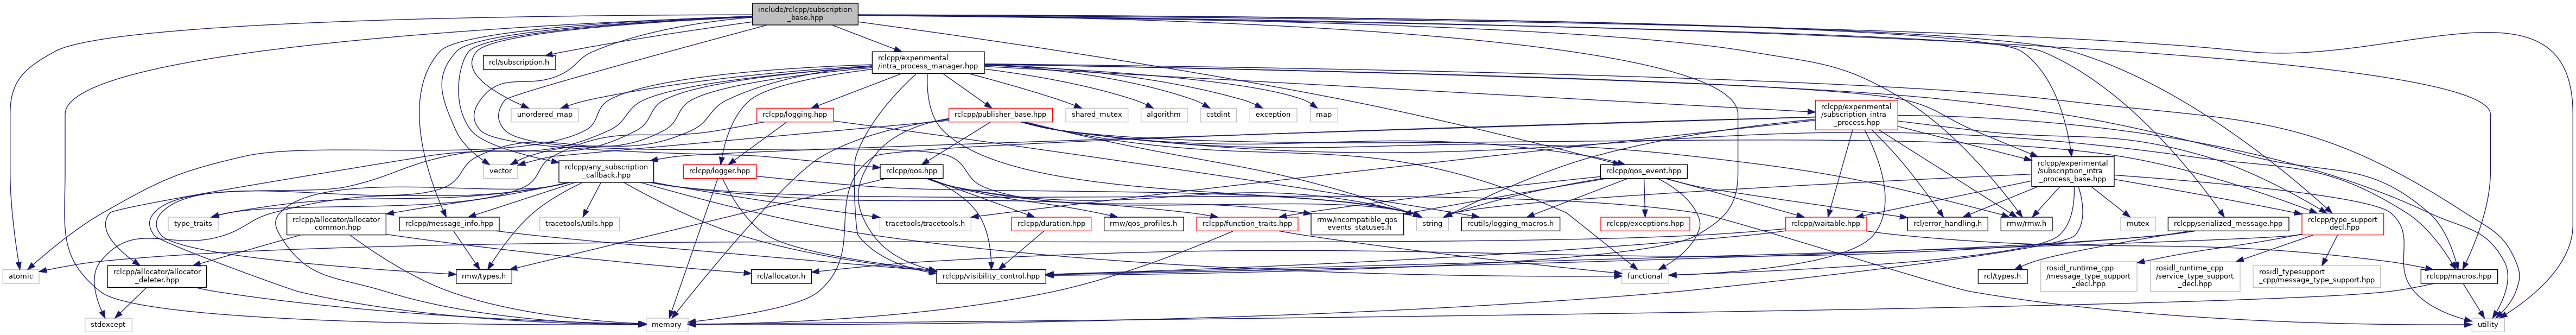 include/rclcpp/subscription
_base.hpp
rcl/subscription.h
rclcpp/experimental
/intra_process_manager.hpp
unordered_map
rclcpp/logging.hpp
rclcpp/publisher_base.hpp
shared_mutex
algorithm
cstdint
exception
map
rclcpp/experimental
/subscription_intra
_process.hpp
vector
rclcpp/any_subscription
_callback.hpp
rclcpp/logger.hpp
rclcpp/qos.hpp
rclcpp/qos_event.hpp
rclcpp/experimental
/subscription_intra
_process_base.hpp
type_traits
rclcpp/allocator/allocator
_common.hpp
rclcpp/message_info.hpp
tracetools/utils.hpp
tracetools/tracetools.h
rclcpp/duration.hpp
rmw/qos_profiles.h
rclcpp/function_traits.hpp
rmw/incompatible_qos
_events_statuses.h
string
rcutils/logging_macros.h
rclcpp/exceptions.hpp
rclcpp/waitable.hpp
rcl/error_handling.h
rmw/rmw.h
mutex
rclcpp/serialized_message.hpp
rclcpp/type_support
_decl.hpp
atomic
rclcpp/allocator/allocator
_deleter.hpp
rmw/types.h
rcl/allocator.h
rclcpp/visibility_control.hpp
functional
rcl/types.h
rosidl_runtime_cpp
/message_type_support
_decl.hpp
rosidl_runtime_cpp
/service_type_support
_decl.hpp
rosidl_typesupport
_cpp/message_type_support.hpp
rclcpp/macros.hpp
stdexcept
memory
utility